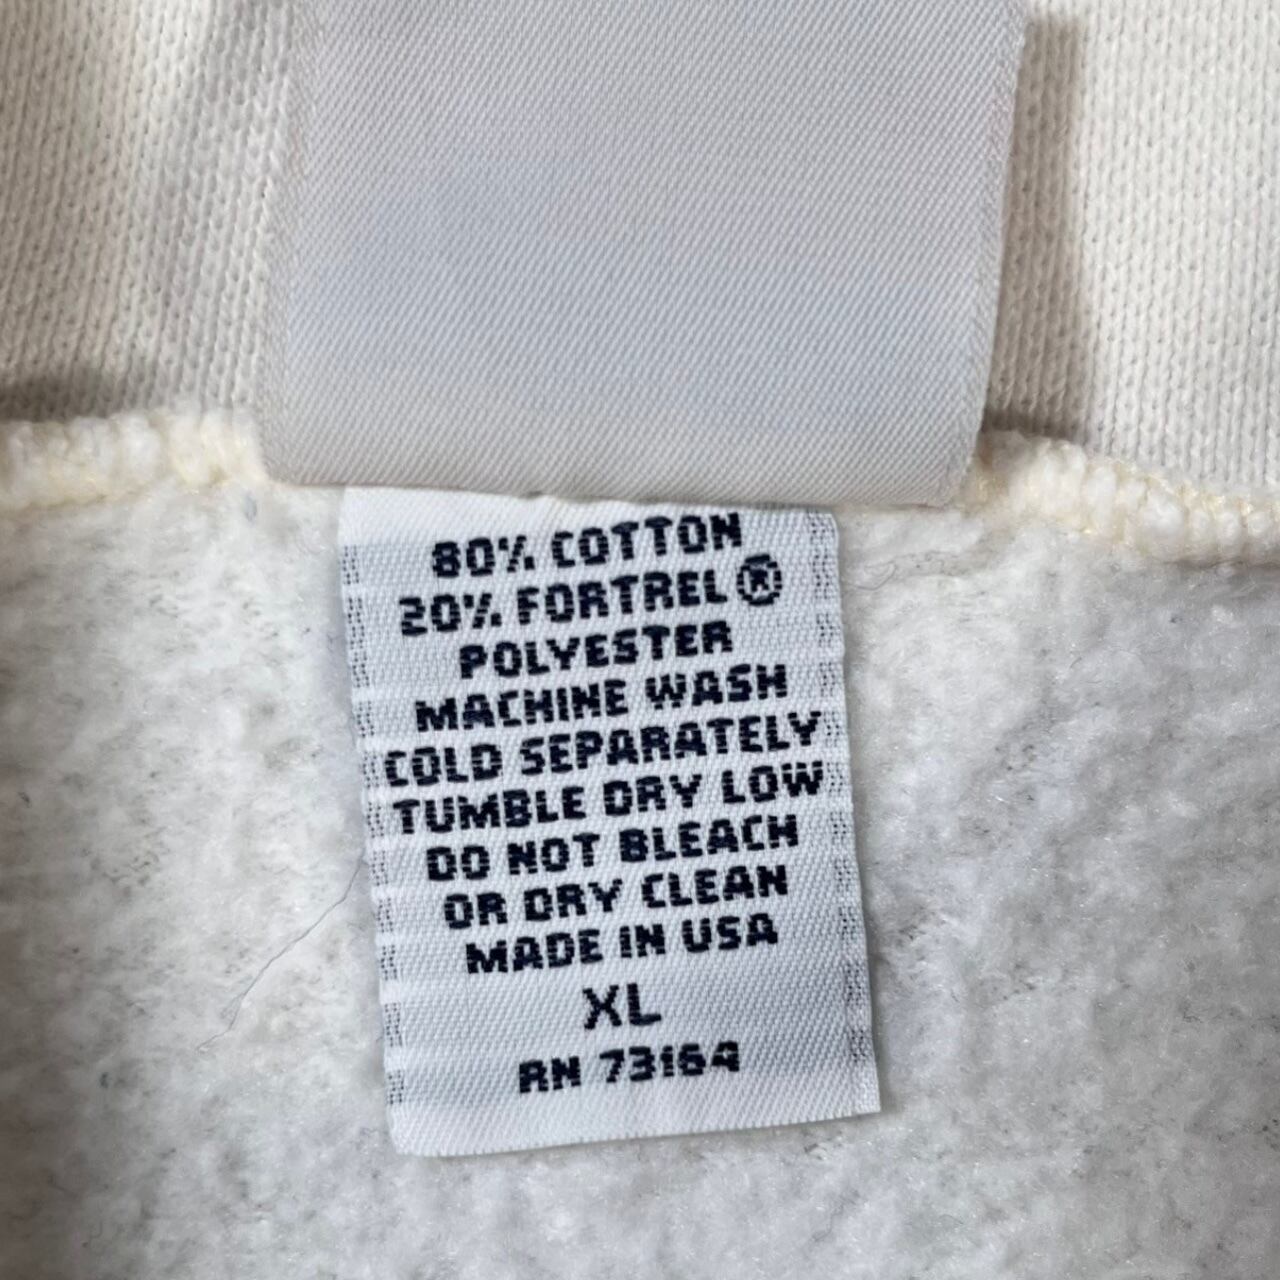 80% COTTON
20% FORTREL®
POLYESTER
MACHINE WASH
COLD SEPARATELY
TUMBLE DRY LOW
DO NOT BLEACH
OR DRY CLEAN
MADE IN USA
XL
RN 73164